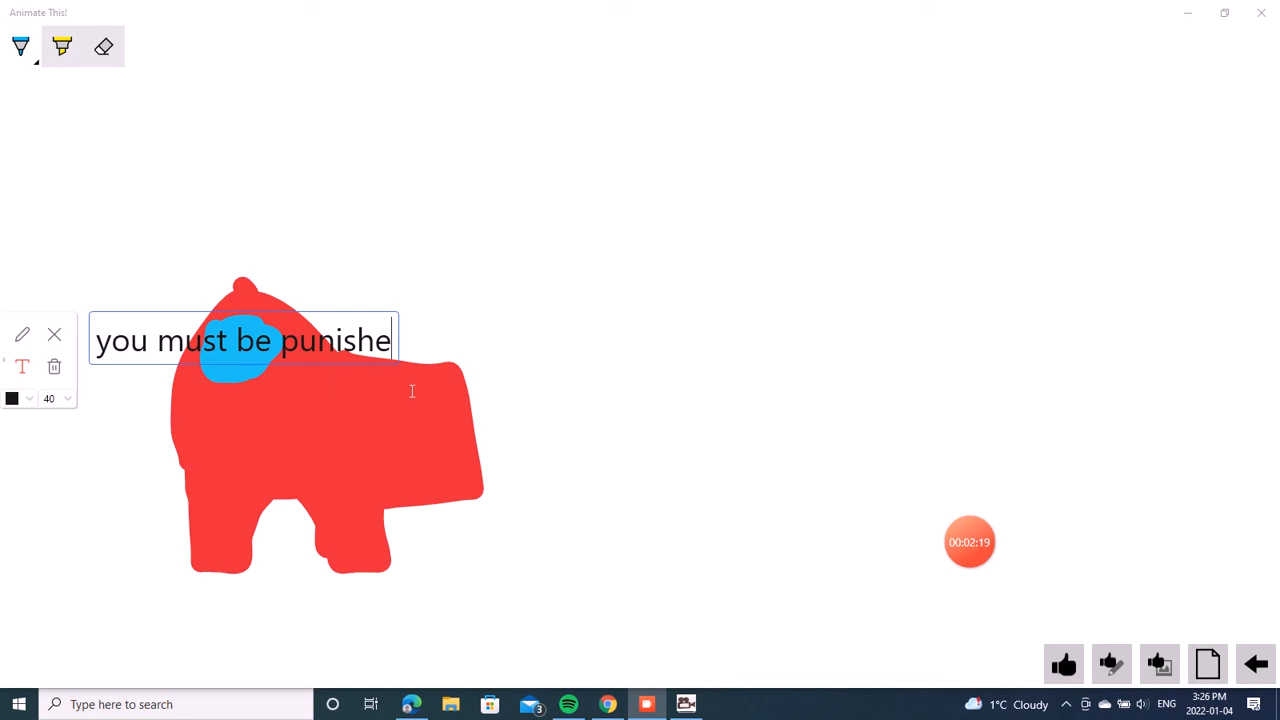 Animate This!
you must be punishe
40
00:02:19
Type here to search
3
1°C Cloudy
ENG
3:26 PM
2022-01-04